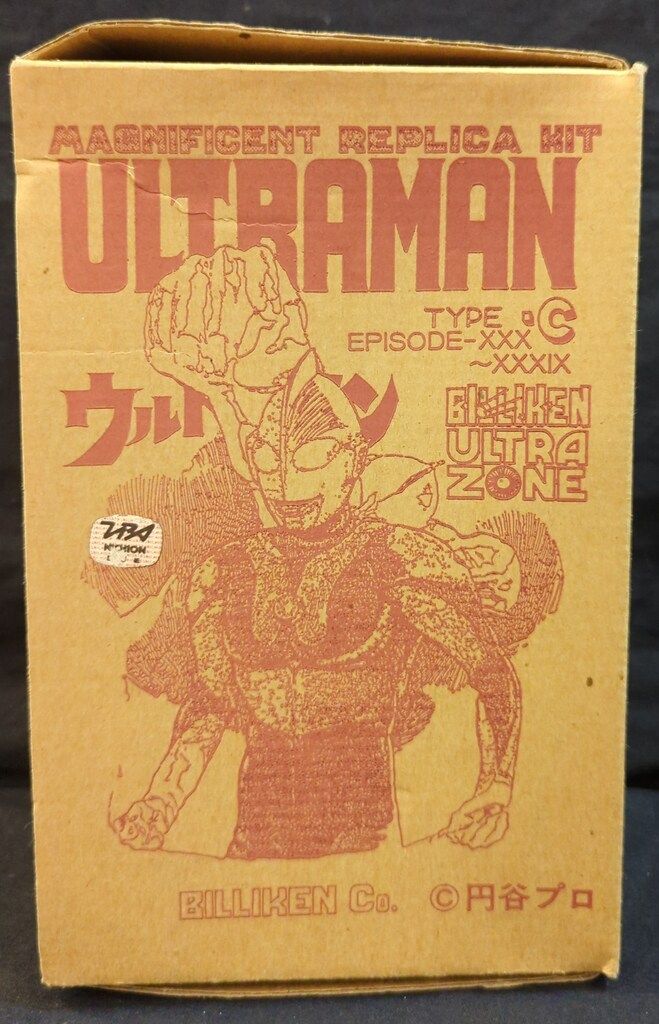 MAGNIFICENT REPLICA KIT
ULTRAMAN
TYPE・C
EPISODE-XXX
～XXXIX
BILLIKEN
ULTRA
ZONE
BILLIKEN Co.
©円谷プロ